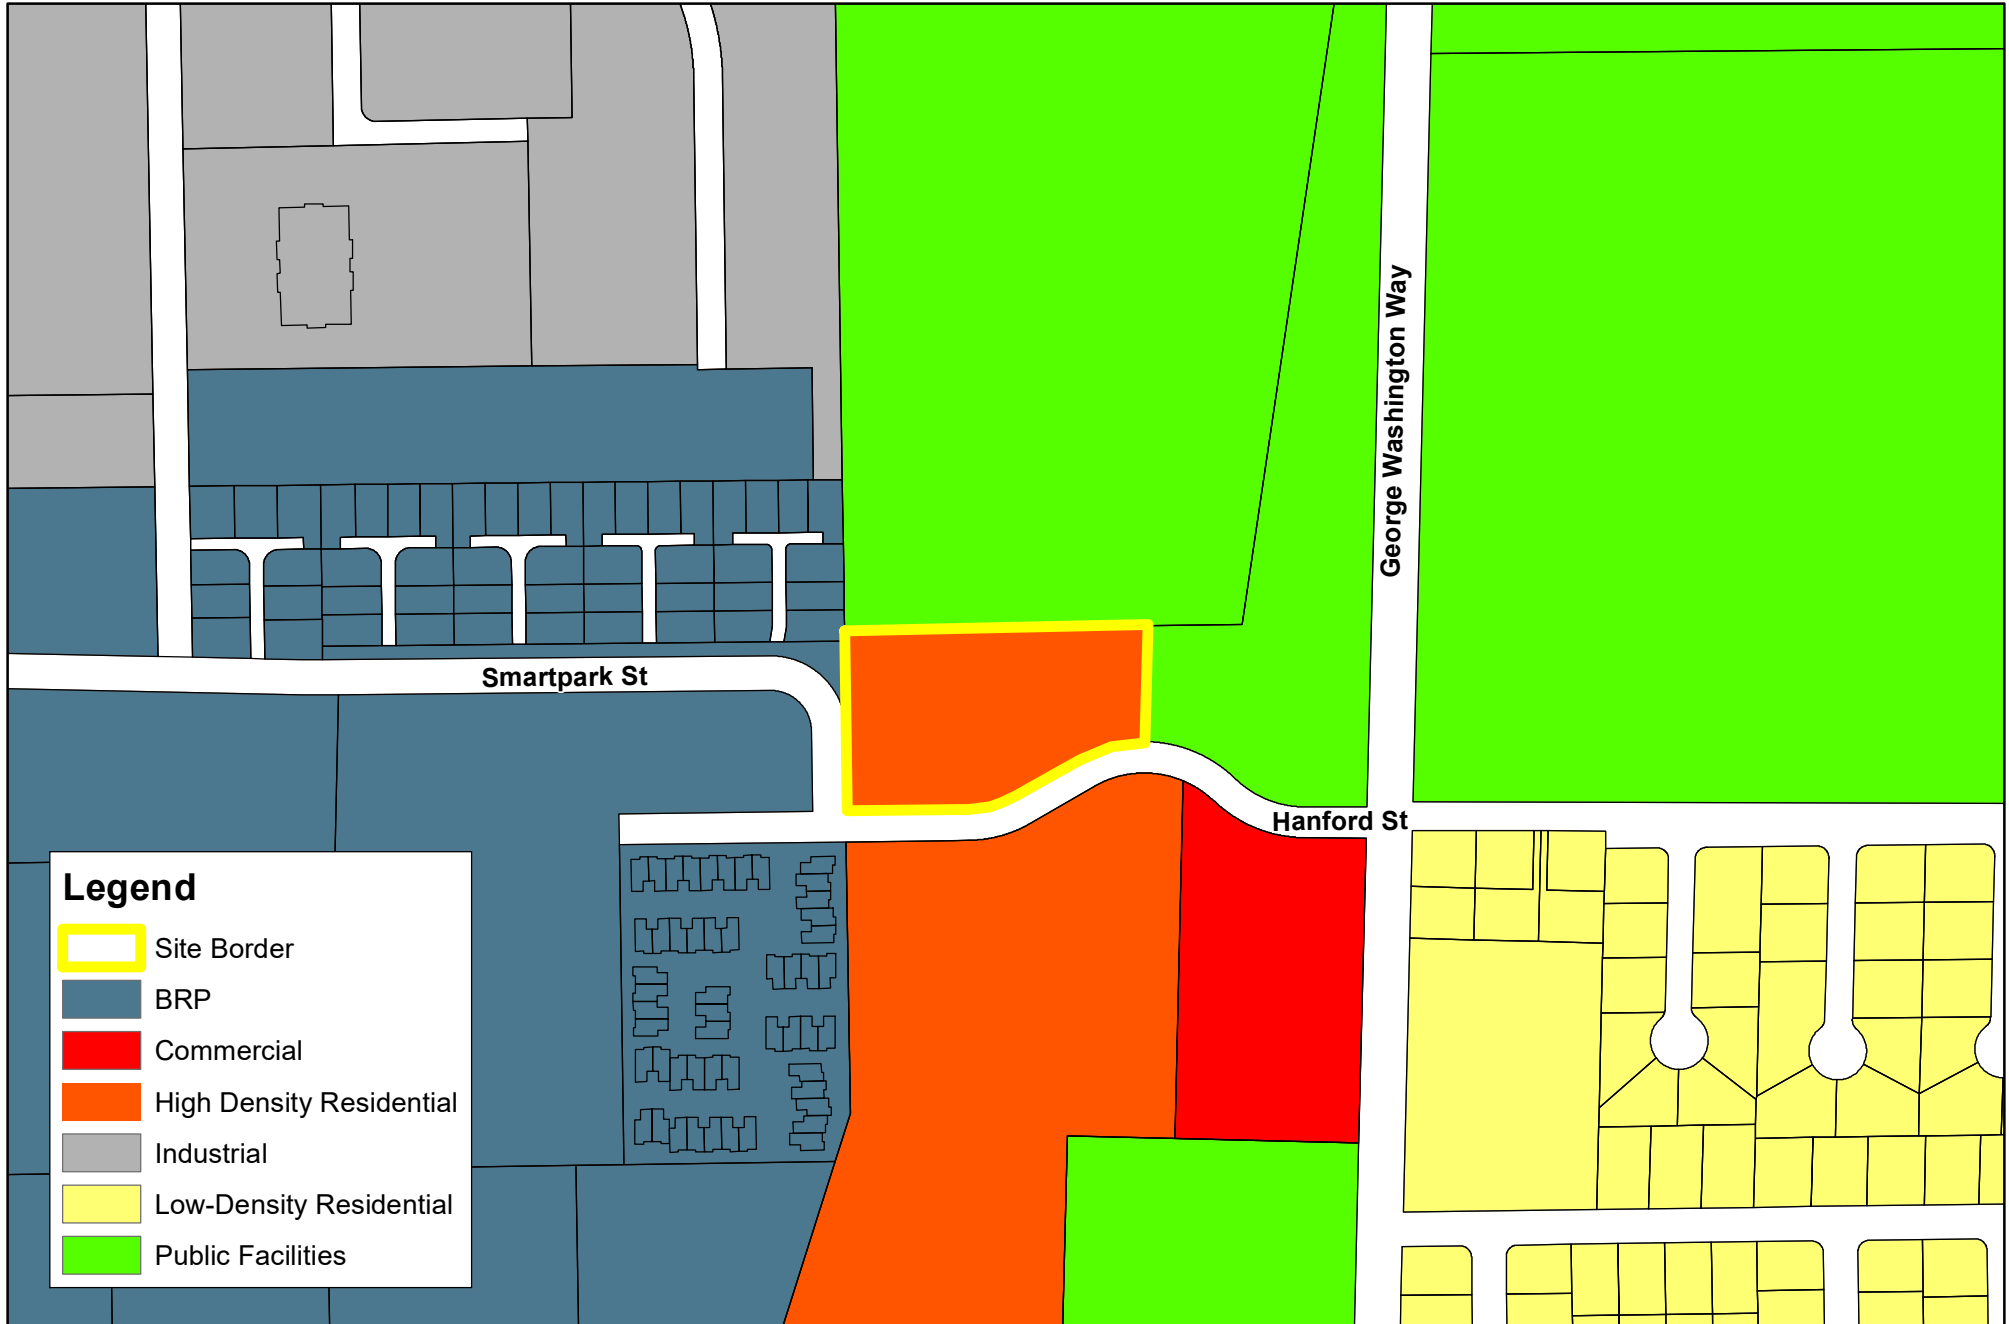 George Washington Way
Smartpark St
Hanford St
Legend
Site Border
BRP
Commercial
High Density Residential
Industrial
Low-Density Residential
Public Facilities